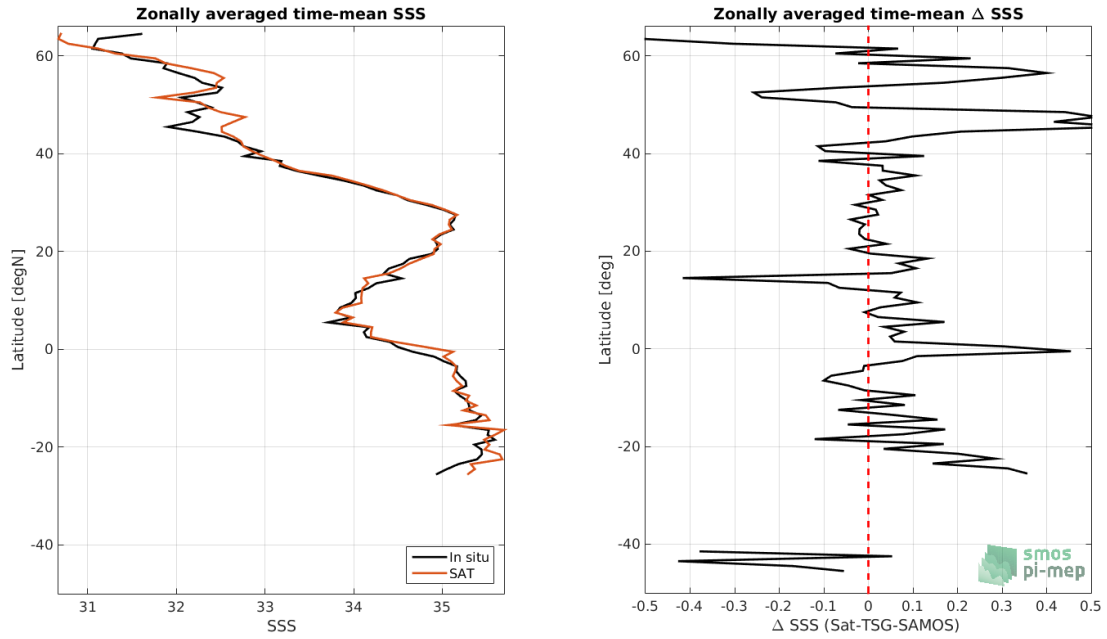 Zonally averaged time-mean SSS
60
40
20
0
-20
-40
Latitude [degN]
31
32
33
34
35
SSS
In situ
SAT
Zonally averaged time-mean Δ SSS
60
40
20
0
-20
-40
Latitude [deg]
-0.5
-0.4
-0.3
-0.2
-0.1
0
0.1
0.2
0.3
0.4
0.5
Δ SSS (Sat-TSG-SAMOS)
smos
pi-mep